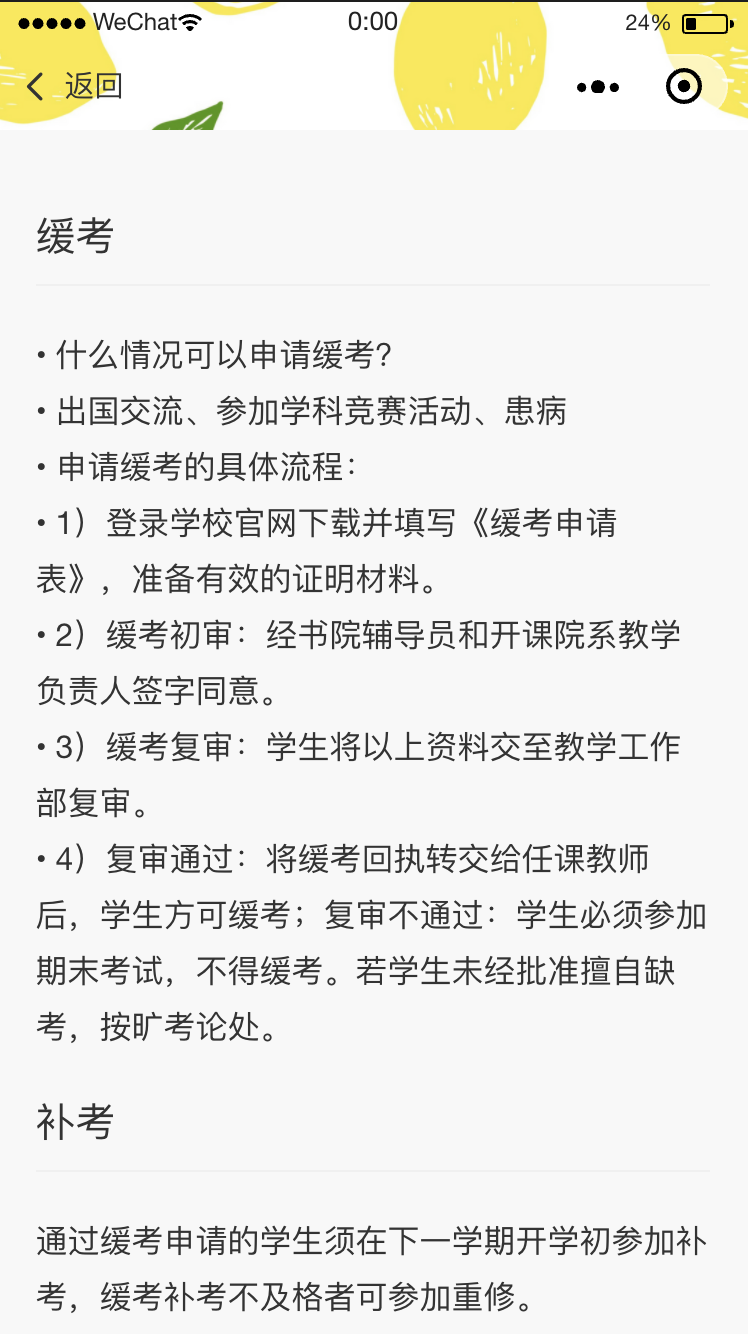 WeChat 0:00 24%
返回
缓考
• 什么情况可以申请缓考？
• 出国交流、参加学科竞赛活动、患病
• 申请缓考的具体流程：
• 1）登录学校官网下载并填写《缓考申请
表》，准备有效的证明材料。
• 2）缓考初审：经书院辅导员和开课院系教学
负责人签字同意。
• 3）缓考复审：学生将以上资料交至教学工作
部复审。
• 4）复审通过：将缓考回执转交给任课教师
后，学生方可缓考；复审不通过：学生必须参加
期末考试，不得缓考。若学生未经批准擅自缺
考，按旷考论处。
补考
通过缓考申请的学生须在下一学期开学初参加补
考，缓考补考不及格者可参加重修。